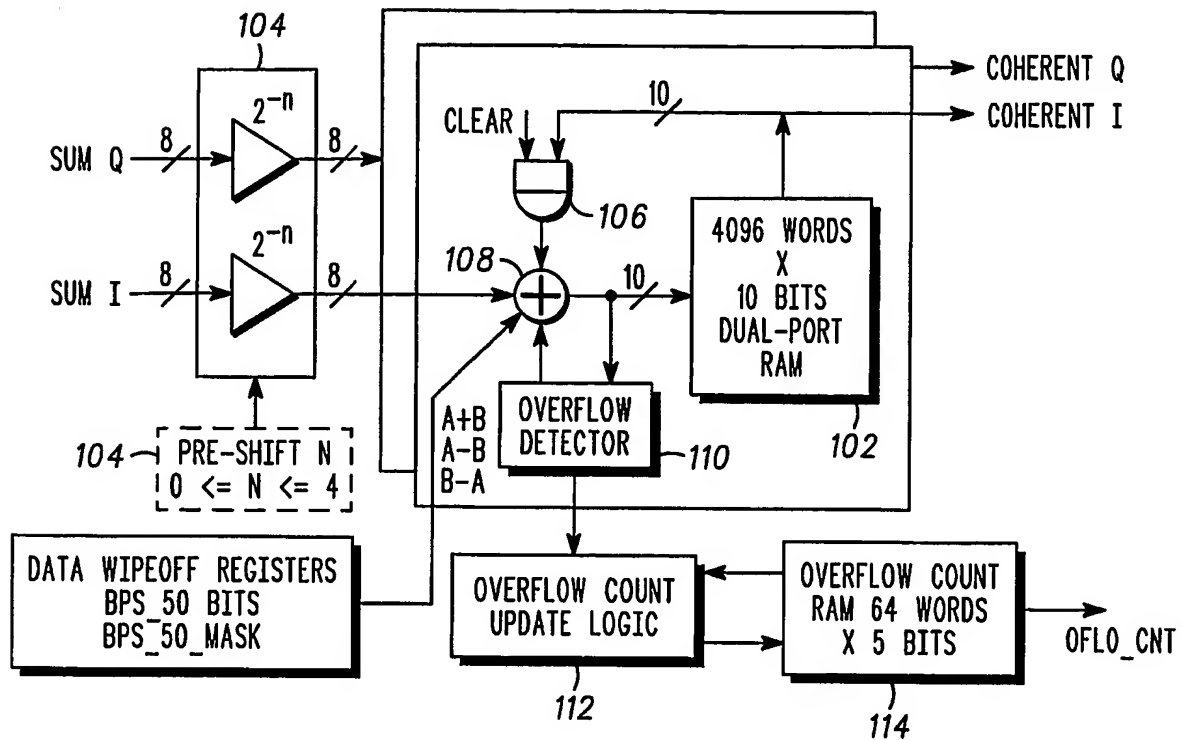 104
2-n
SUM Q
8
8
2-n
SUM I
8
8
104
PRE-SHIFT N
0 <= N <= 4
DATA WIPEOFF REGISTERS
BPS_50 BITS
BPS_50_MASK
COHERENT Q
COHERENT I
CLEAR
10
106
108
10
4096 WORDS
X
10 BITS
DUAL-PORT
RAM
102
A+B
A-B
B-A
OVERFLOW
DETECTOR
110
OVERFLOW COUNT
UPDATE LOGIC
112
OVERFLOW COUNT
RAM 64 WORDS
X 5 BITS
114
OFLO_CNT